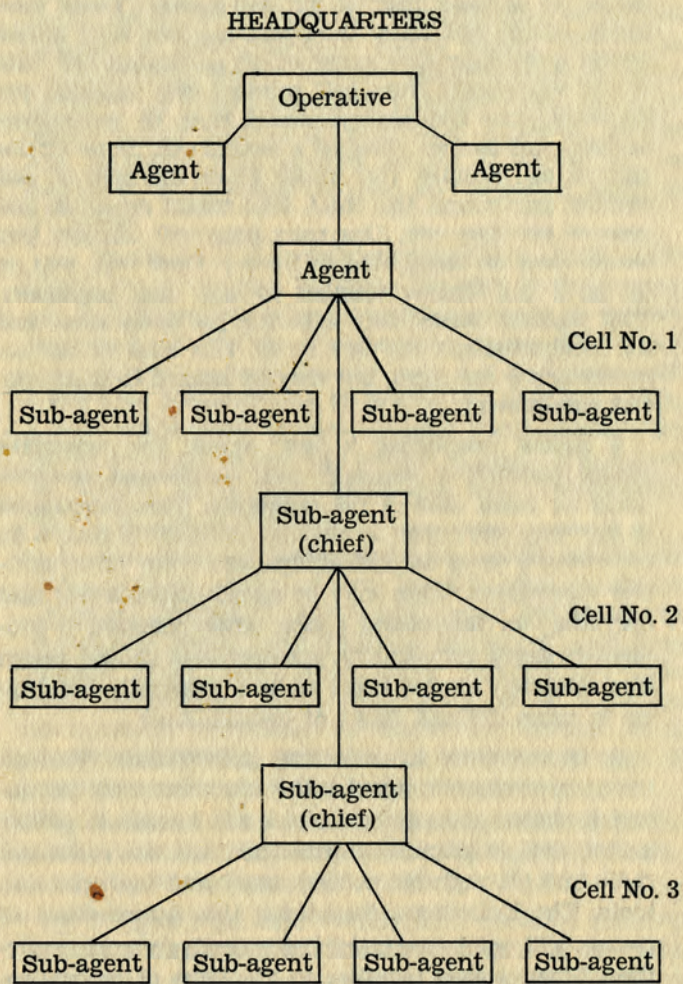 HEADQUARTERS
Operative
Agent
Agent
Agent
Cell No. 1
Sub-agent
Sub-agent
Sub-agent
Sub-agent
Sub-agent
(chief)
Cell No. 2
Sub-agent
Sub-agent
Sub-agent
Sub-agent
Sub-agent
(chief)
Cell No. 3
Sub-agent
Sub-agent
Sub-agent
Sub-agent